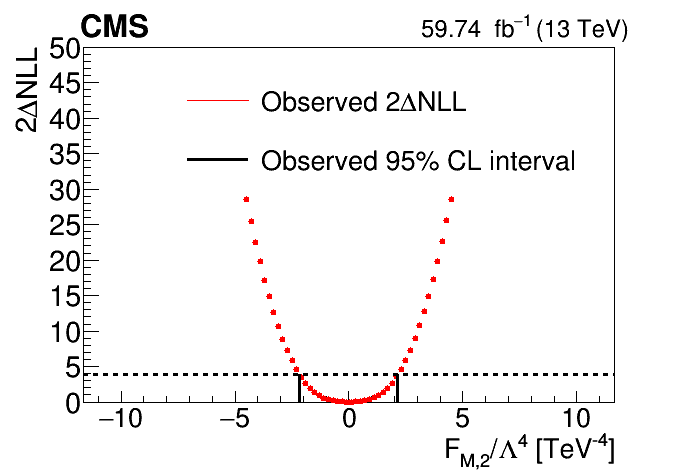 CMS 59.74 fb⁻¹ (13 TeV)
2ΔNLL
50
45
40
35
30
25
20
15
10
5
0
Observed 2ΔNLL
Observed 95% CL interval
−10 −5 0 5 10
F_{M,2}/Λ⁴ [TeV⁻⁴]